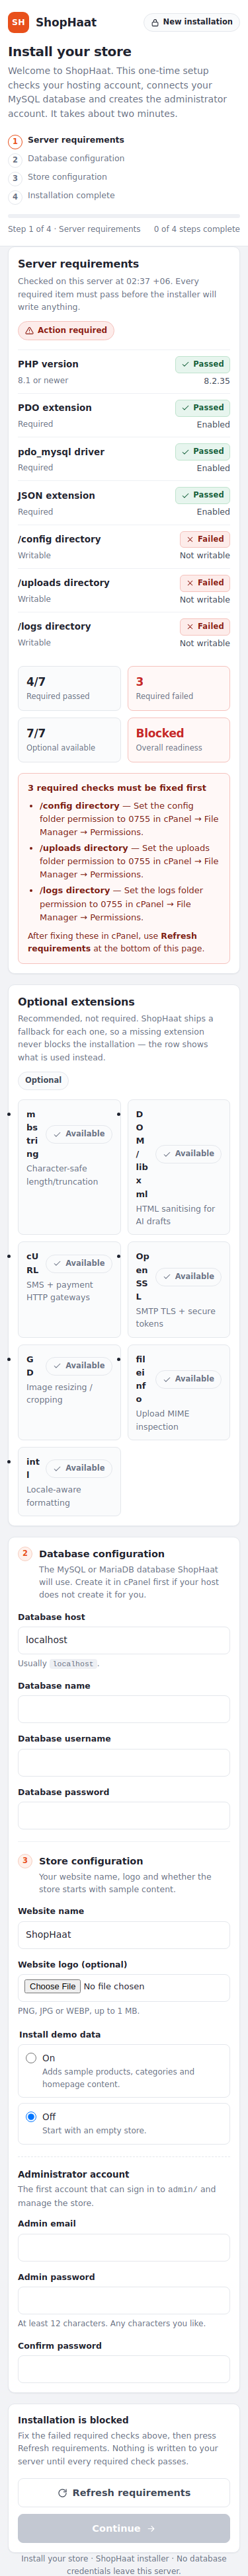 SH ShopHaat New installation
Install your store
Welcome to ShopHaat. This one-time setup
checks your hosting account, connects your
MySQL database and creates the administrator
account. It takes about two minutes.
1 Server requirements
2 Database configuration
3 Store configuration
4 Installation complete
Step 1 of 4 · Server requirements 0 of 4 steps complete
Server requirements
Checked on this server at 02:37 +06. Every
required item must pass before the installer will
write anything.
Action required
PHP version Passed
8.1 or newer 8.2.35
PDO extension Passed
Required Enabled
pdo_mysql driver Passed
Required Enabled
JSON extension Passed
Required Enabled
/config directory Failed
Writable Not writable
/uploads directory Failed
Writable Not writable
/logs directory Failed
Writable Not writable
4/7 3
Required passed Required failed
7/7 Blocked
Optional available Overall readiness
3 required checks must be fixed first
• /config directory — Set the config
folder permission to 0755 in cPanel → File
Manager → Permissions.
• /uploads directory — Set the uploads
folder permission to 0755 in cPanel → File
Manager → Permissions.
• /logs directory — Set the logs folder
permission to 0755 in cPanel → File
Manager → Permissions.
After fixing these in cPanel, use Refresh
requirements at the bottom of this page.
Optional extensions
Recommended, not required. ShopHaat ships a
fallback for each one, so a missing extension
never blocks the installation — the row shows
what is used instead.
Optional
• m
bs
tri
ng
Available
Character-safe
length/truncation
• D
O
M
/
lib
x
ml
Available
HTML sanitising for
AI drafts
• cU
RL
Available
SMS + payment
HTTP gateways
• Op
en
SS
L
Available
SMTP TLS + secure
tokens
• G
D
Available
Image resizing /
cropping
• fil
ei
nf
o
Available
Upload MIME
inspection
• int
l
Available
Locale-aware
formatting
2 Database configuration
The MySQL or MariaDB database ShopHaat
will use. Create it in cPanel first if your host
does not create it for you.
Database host
localhost
Usually localhost.
Database name
Database username
Database password
3 Store configuration
Your website name, logo and whether the
store starts with sample content.
Website name
ShopHaat
Website logo (optional)
Choose File No file chosen
PNG, JPG or WEBP, up to 1 MB.
Install demo data
On
Adds sample products, categories and
homepage content.
Off
Start with an empty store.
Administrator account
The first account that can sign in to admin/ and
manage the store.
Admin email
Admin password
At least 12 characters. Any characters you like.
Confirm password
Installation is blocked
Fix the failed required checks above, then press
Refresh requirements. Nothing is written to your
server until every required check passes.
Refresh requirements
Continue →
Install your store · ShopHaat installer · No database
credentials leave this server.